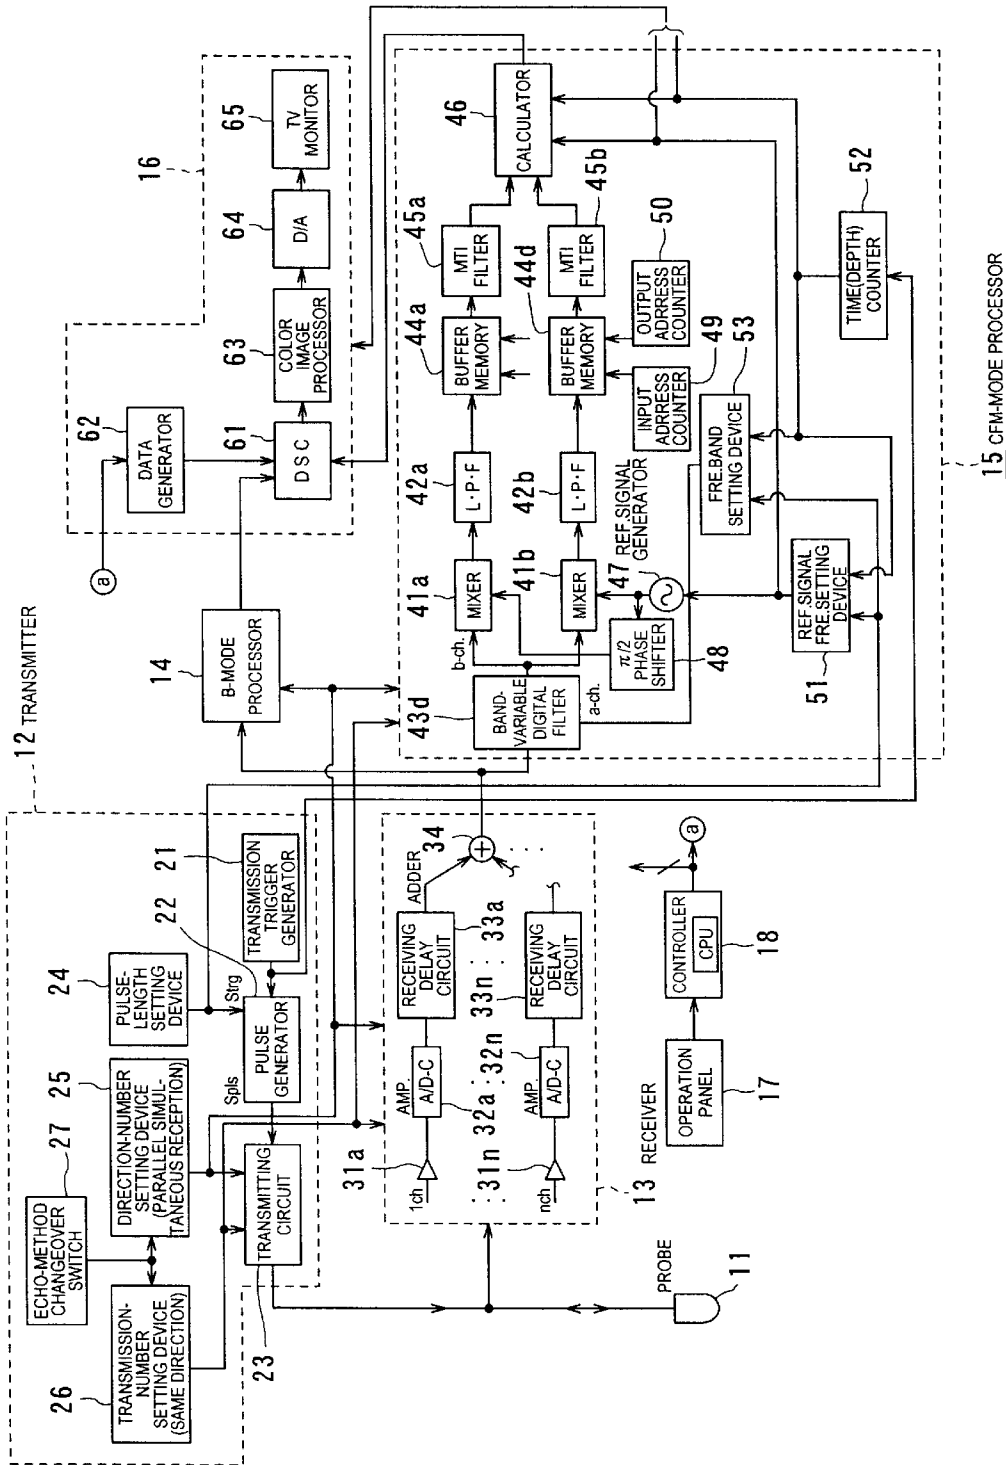 12 TRANSMITTER
27
ECHO-METHOD
CHANGEOVER
SWITCH
26
TRANSMISSION-
NUMBER
SETTING DEVICE
(SAME DIRECTION)
25
DIRECTION-NUMBER
SETTING DEVICE
(PARALLEL SIMUL-
TANEOUS RECEPTION)
24
PULSE-
LENGTH
SETTING
DEVICE
Strg
22
Spls
PULSE
GENERATOR
21
TRANSMISSION
TRIGGER
GENERATOR
23
TRANSMITTING
CIRCUIT
PROBE
11
13 RECEIVER
1ch
31a
AMP.
A/D-C
32a
RECEIVING
DELAY
CIRCUIT
33a
ADDER
34
+
nch
31n
AMP.
A/D-C
32n
33n
RECEIVING
DELAY
CIRCUIT
OPERATION
PANEL
17
CONTROLLER
CPU
18
a
14
B-MODE
PROCESSOR
a
16
62
DATA
GENERATOR
61
DSC
63
COLOR
IMAGE
PROCESSOR
64
D/A
65
TV
MONITOR
15 CFM-MODE PROCESSOR
43d
BAND-
VARIABLE
DIGITAL
FILTER
b-ch.
a-ch.
41a
MIXER
42a
L·P·F
44a
BUFFER
MEMORY
45a
MTI
FILTER
46
CALCULATOR
41b
MIXER
42b
L·P·F
44d
BUFFER
MEMORY
45b
MTI
FILTER
π/2
PHASE
SHIFTER
48
47
REF.SIGNAL
GENERATOR
INPUT
ADRRESS
COUNTER
49
OUTPUT
ADRRESS
COUNTER
50
53
FRE.BAND
SETTING DEVICE
REF.SIGNAL
FRE.SETTING
DEVICE
51
52
TIME(DEPTH)
COUNTER